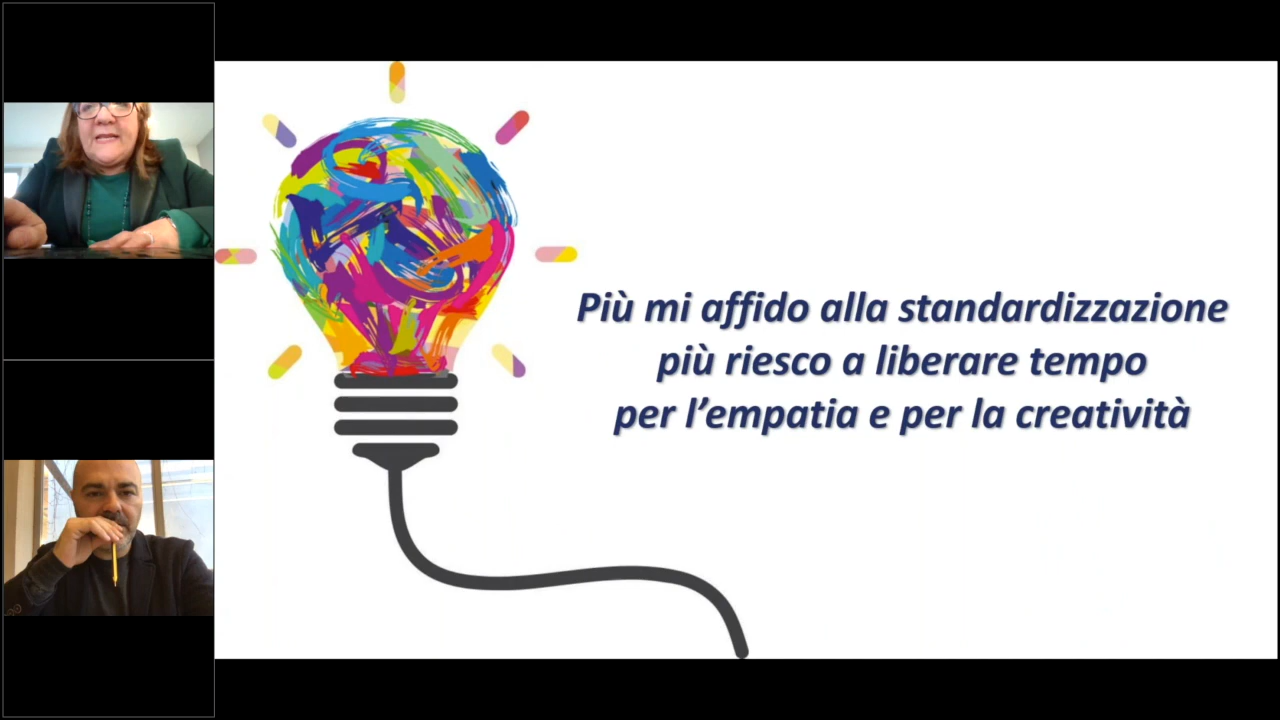 Più mi affido alla standardizzazione
più riesco a liberare tempo
per l’empatia e per la creatività